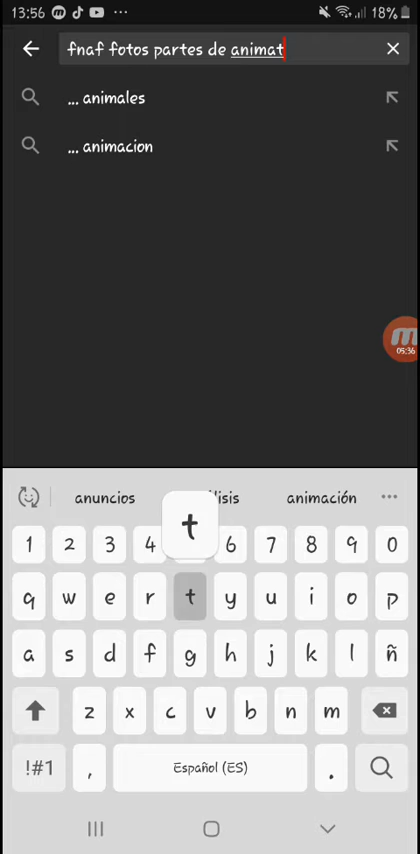 13:56 18%
fnaf fotos partes de animat
... animales
... animacion
05:36
anuncios animación
t
1 2 3 4 6 7 8 9 0
q w e r t y u i o p
a s d f g h j k l ñ
z x c v b n m
!#1 , Español (ES) .